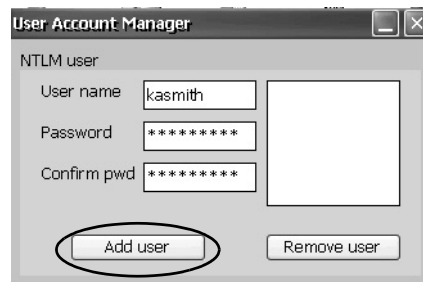 User Account Manager
NTLM user
User name kasmith
Password *********
Confirm pwd *********
Add user Remove user